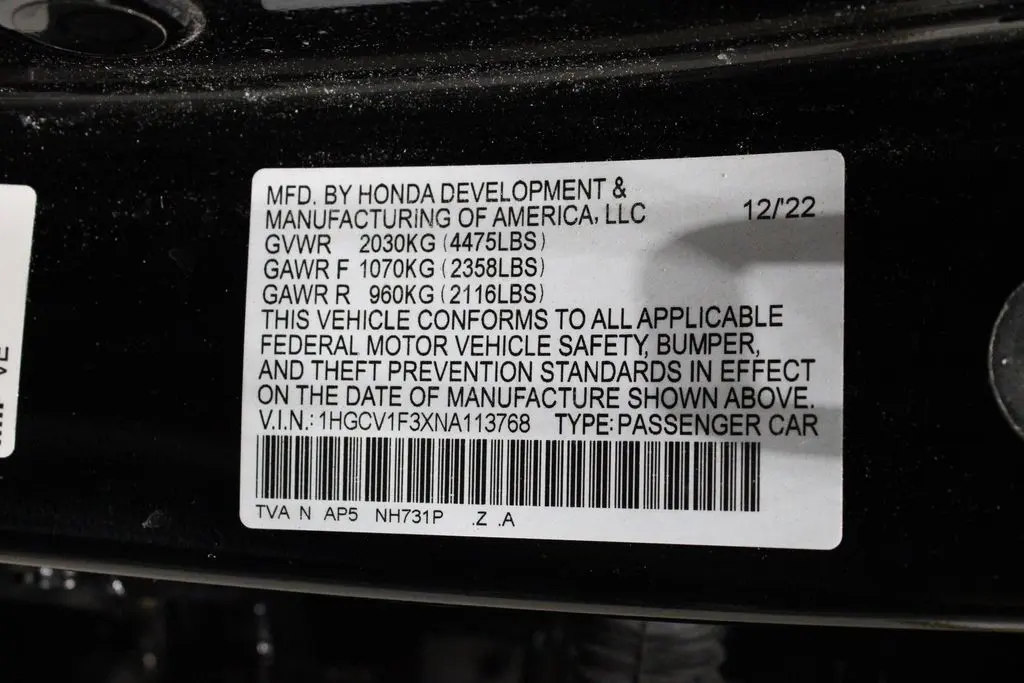 MFD. BY HONDA DEVELOPMENT &
MANUFACTURING OF AMERICA, LLC 12/'22
GVWR 2030KG (4475LBS)
GAWR F 1070KG (2358LBS)
GAWR R 960KG (2116LBS)
THIS VEHICLE CONFORMS TO ALL APPLICABLE
FEDERAL MOTOR VEHICLE SAFETY, BUMPER,
AND THEFT PREVENTION STANDARDS IN EFFECT
ON THE DATE OF MANUFACTURE SHOWN ABOVE.
V.I.N.: 1HGCV1F3XNA113768 TYPE: PASSENGER CAR
TVA N AP5 NH731P .Z .A